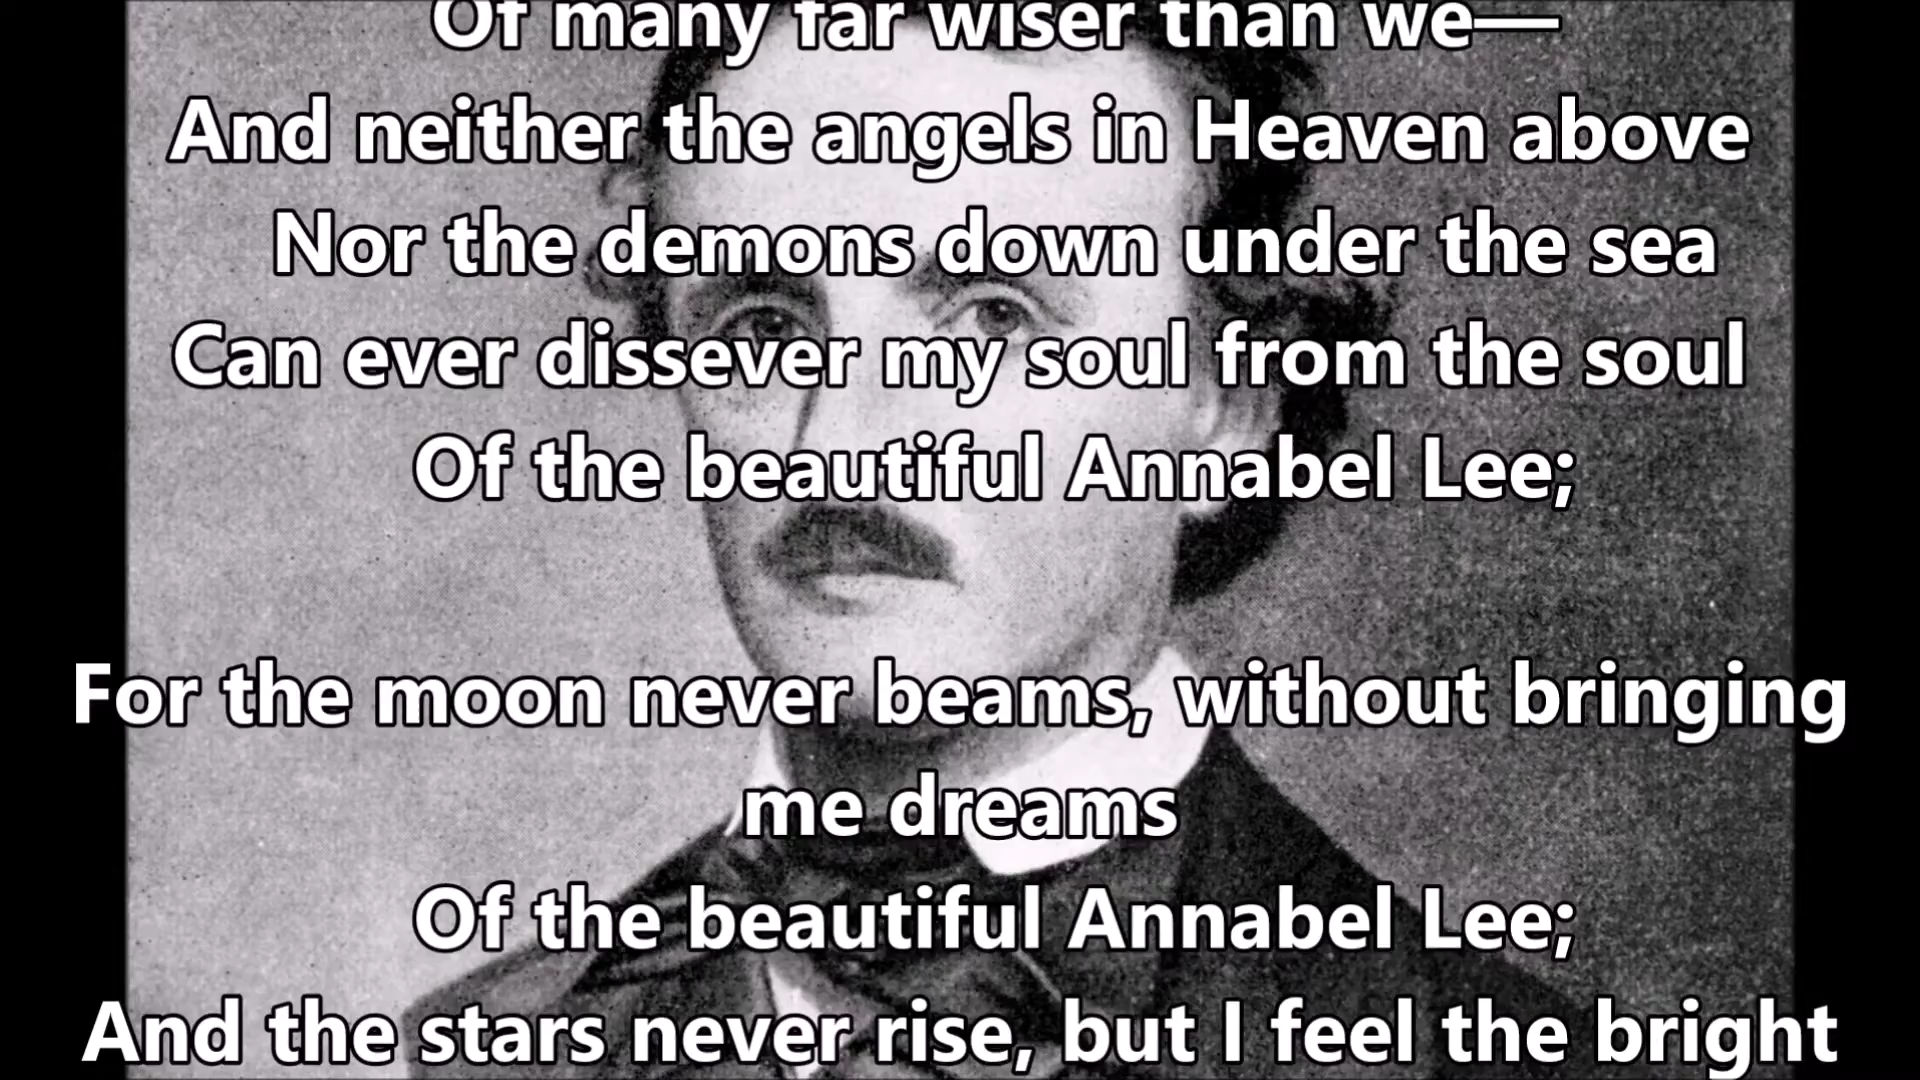 Of many far wiser than we—
And neither the angels in Heaven above
Nor the demons down under the sea
Can ever dissever my soul from the soul
Of the beautiful Annabel Lee;
For the moon never beams, without bringing
me dreams
Of the beautiful Annabel Lee;
And the stars never rise, but I feel the bright